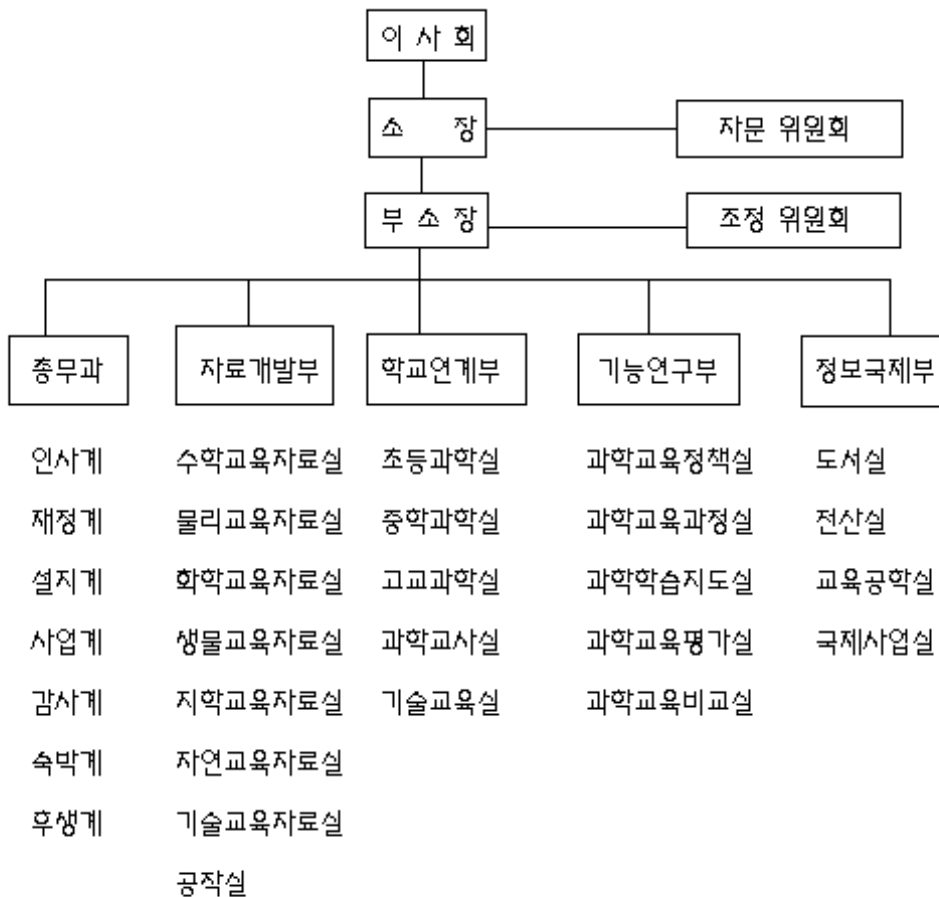 이 사 회
소 장
자문 위원회
부 소 장
조정 위원회
총무과 자료개발부 학교연계부 기능연구부 정보국제부
인사계 수학교육자료실 초등과학실 과학교육정책실 도서실
재정계 물리교육자료실 중학과학실 과학교육과정실 전산실
설지계 화학교육자료실 고교과학실 과학학습지도실 교육공학실
사업계 생물교육자료실 과학교사실 과학교육평가실 국제사업실
감사계 지학교육자료실 기술교육실 과학교육비교실
숙박계 자연교육자료실
후생계 기술교육자료실
공작실